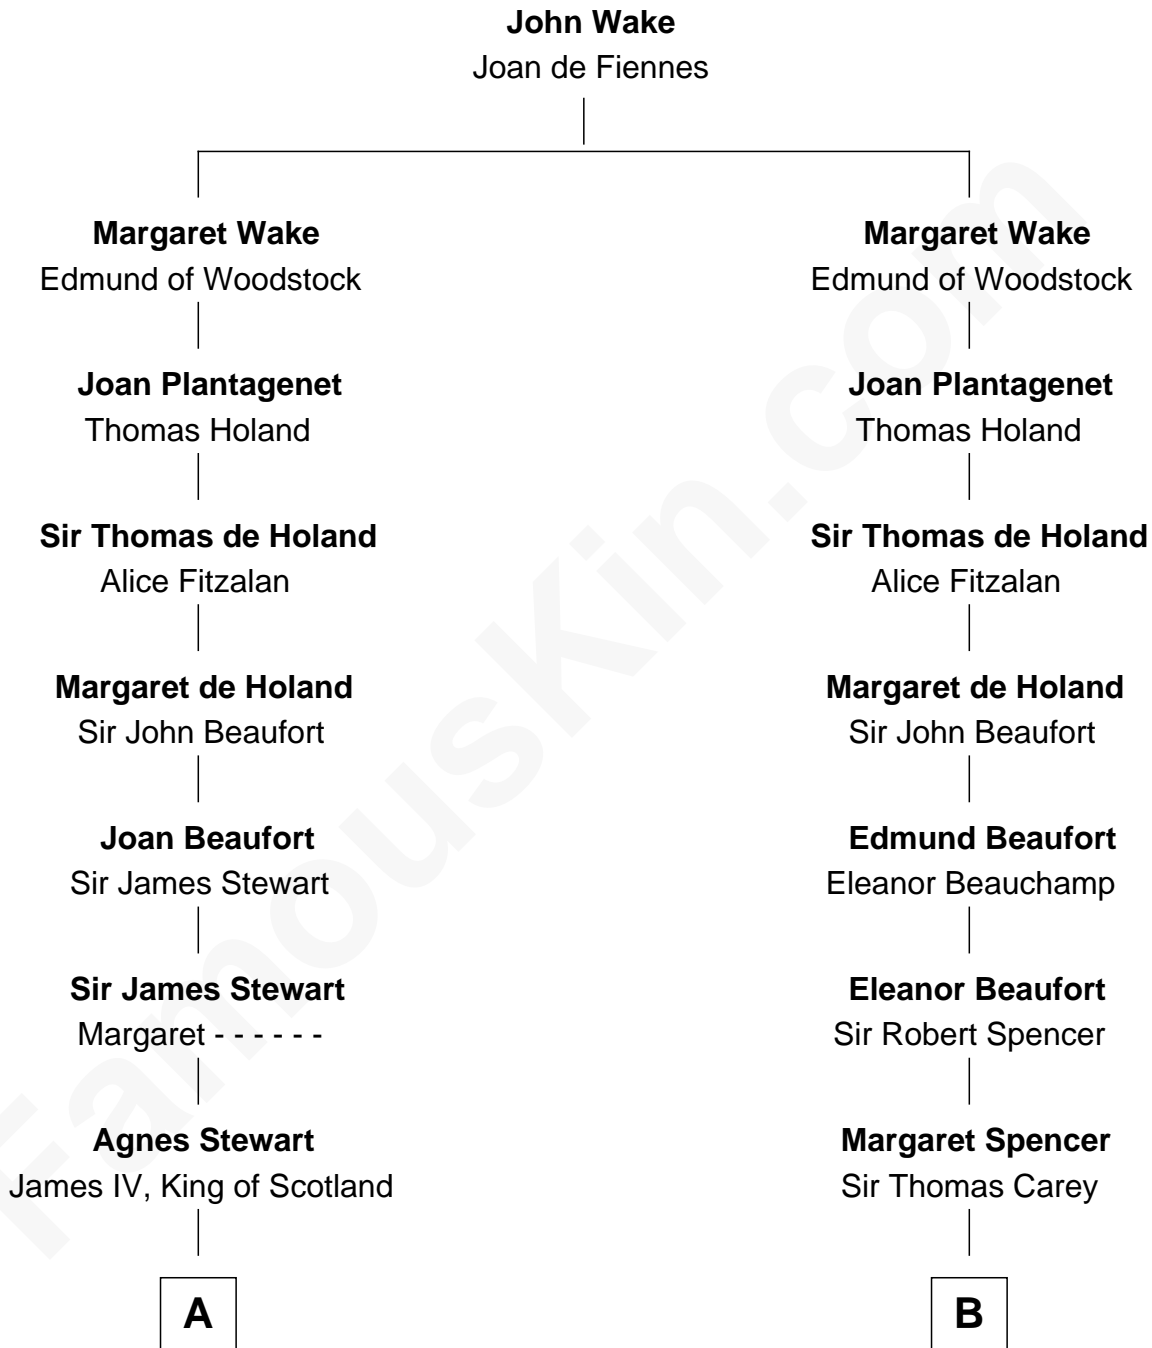 John Wake
Joan de Fiennes
Margaret Wake
Edmund of Woodstock
Joan Plantagenet
Thomas Holand
Sir Thomas de Holand
Alice Fitzalan
Margaret de Holand
Sir John Beaufort
Joan Beaufort
Sir James Stewart
Sir James Stewart
Margaret - - - - - -
Agnes Stewart
James IV, King of Scotland
A
Margaret Wake
Edmund of Woodstock
Joan Plantagenet
Thomas Holand
Sir Thomas de Holand
Alice Fitzalan
Margaret de Holand
Sir John Beaufort
Edmund Beaufort
Eleanor Beauchamp
Eleanor Beaufort
Sir Robert Spencer
Margaret Spencer
Sir Thomas Carey
B
FamousKin.com